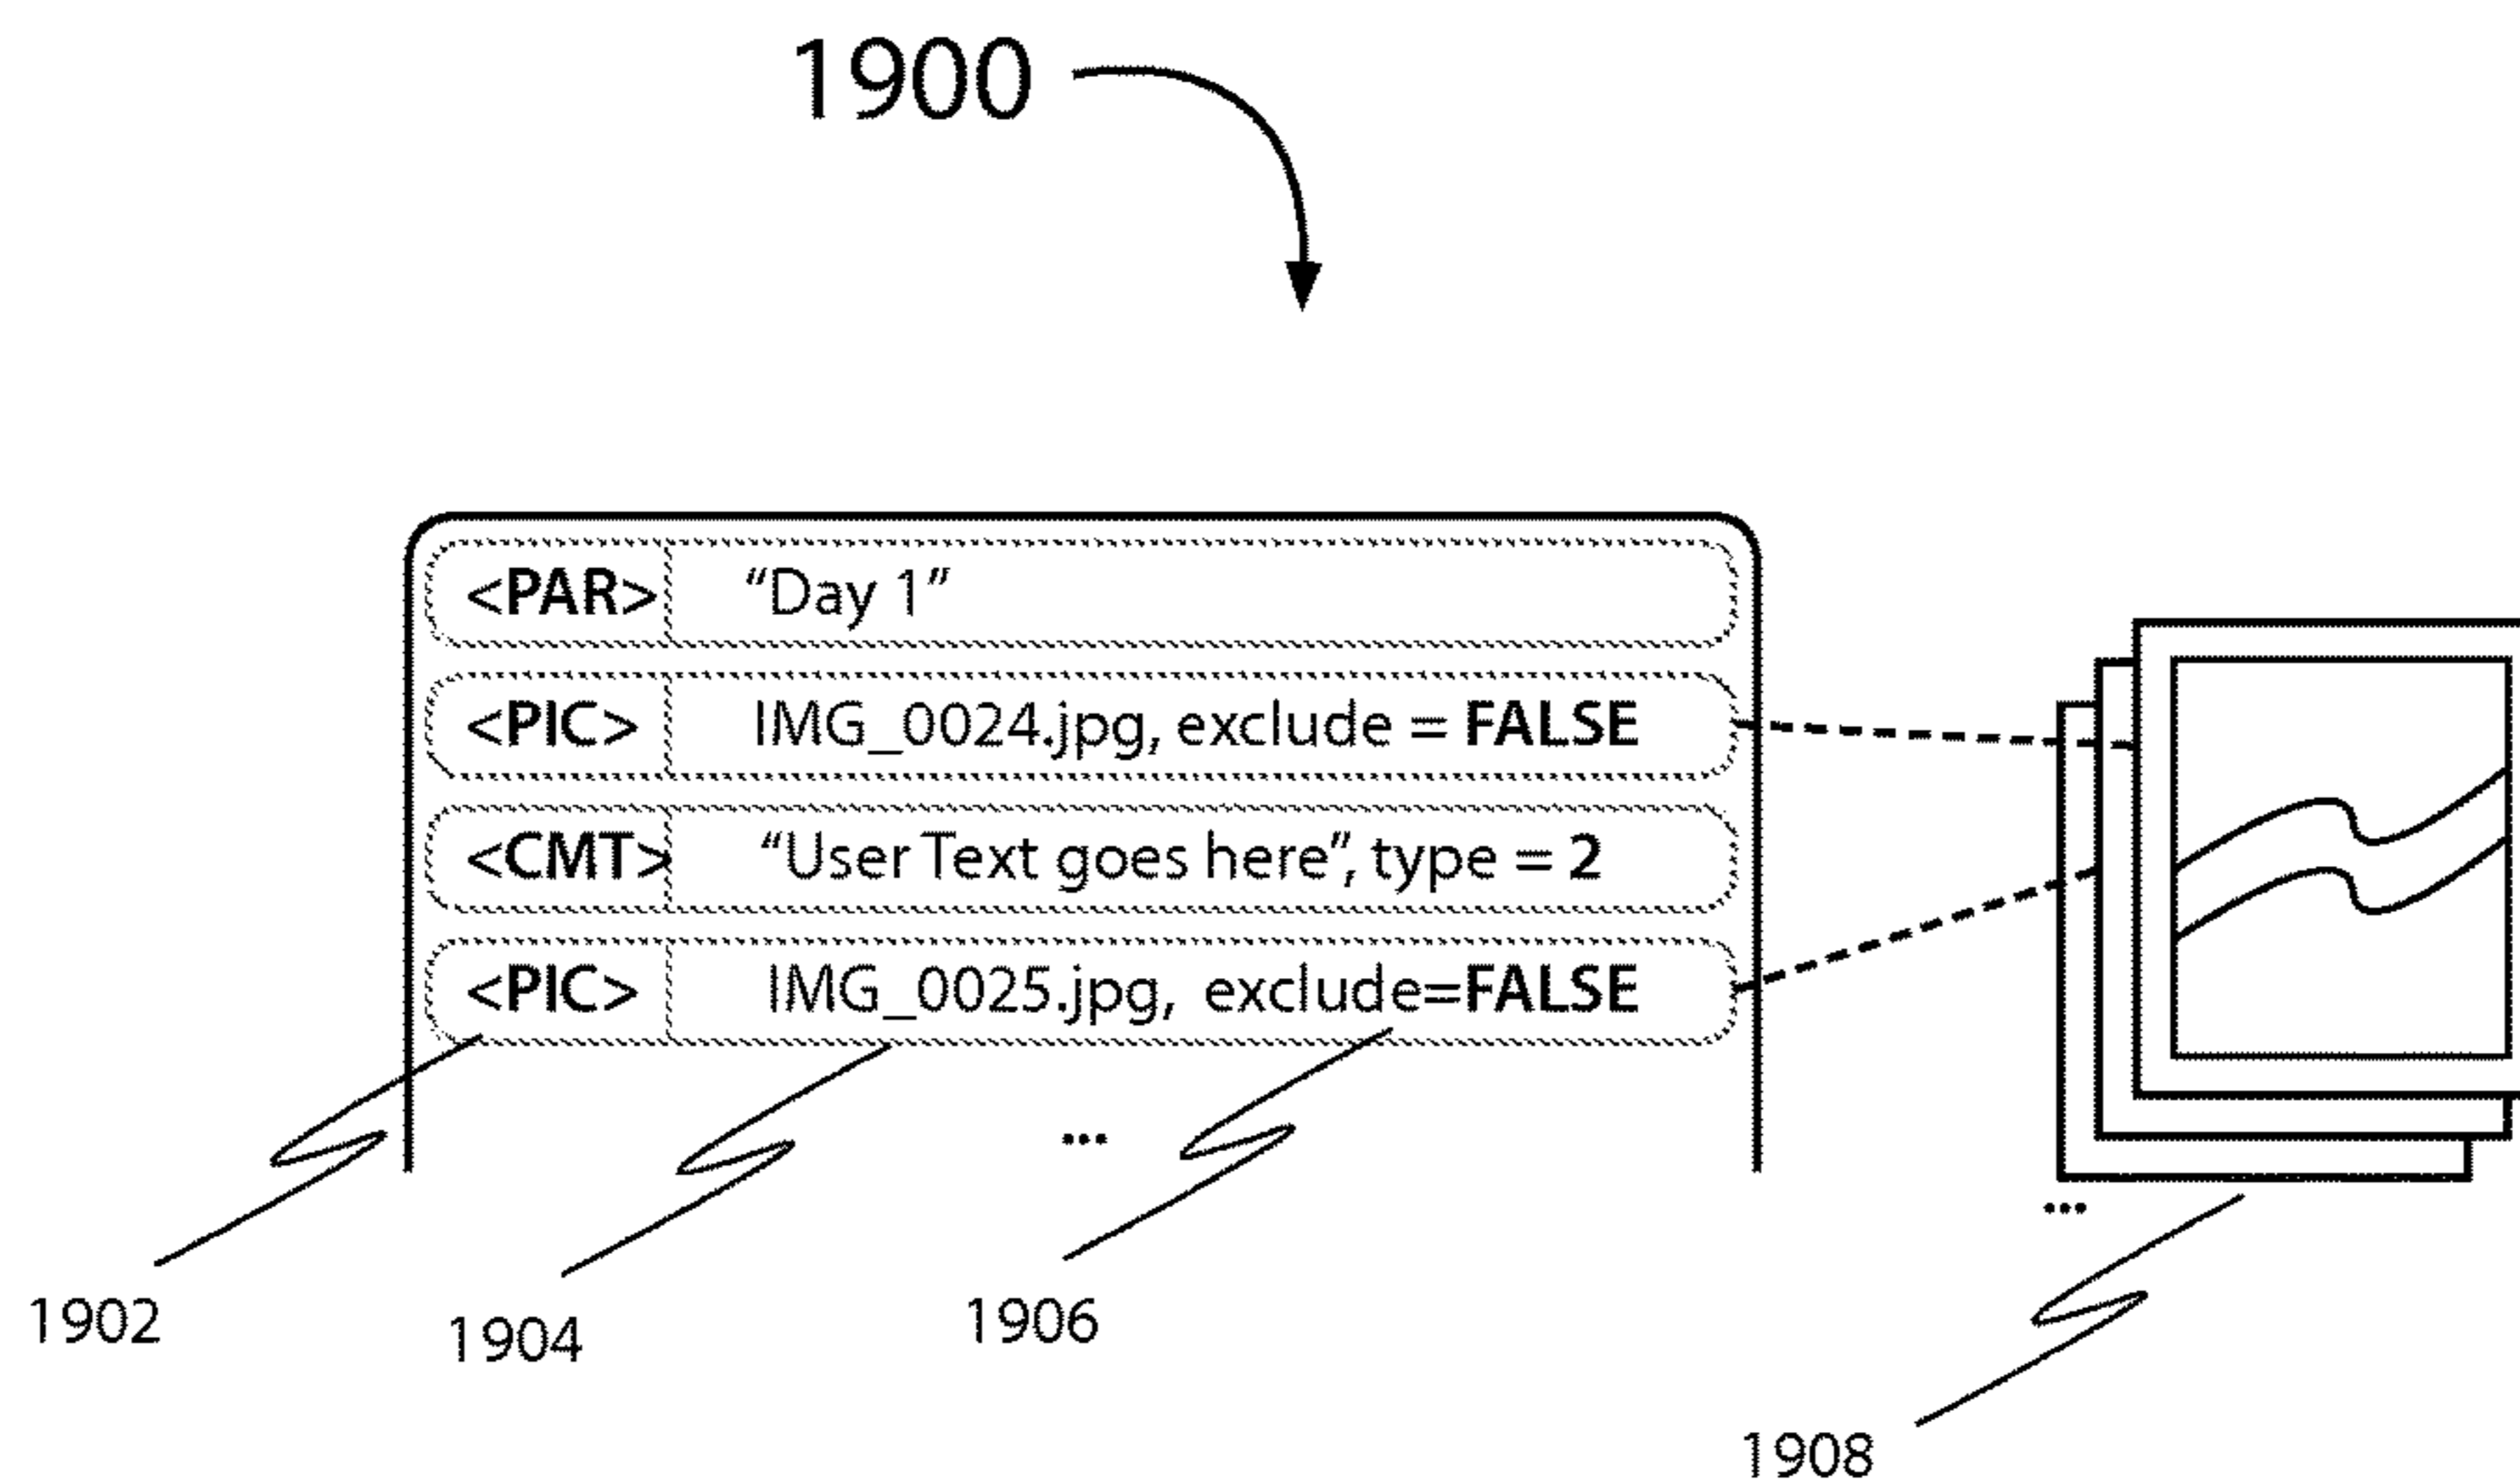 1900
<PAR> “Day 1”
<PIC> IMG_0024.jpg, exclude = FALSE
<CMT> “User Text goes here”, type = 2
<PIC> IMG_0025.jpg, exclude=FALSE
...
...
1902
1904
1906
1908